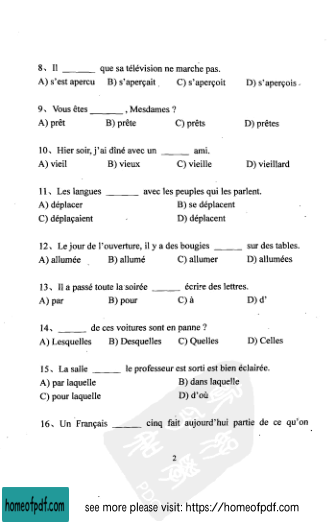 8、Il ______ que sa télévision ne marche pas.
A) s'est apercu B) s'aperçait C) s'aperçoit D) s'aperçois
9、Vous êtes ______ , Mesdames ?
A) prêt B) prête C) prêts D) prêtes
10、Hier soir, j'ai dîné avec un ______ ami.
A) vieil B) vieux C) vieille D) vieillard
11、Les langues ______ avec les peuples qui les parlent.
A) déplacer B) se déplacent
C) déplaçaient D) déplacent
12、Le jour de l'ouverture, il y a des bougies ______ sur des tables.
A) allumée B) allumé C) allumer D) allumées
13、Il a passé toute la soirée ______ écrire des lettres.
A) par B) pour C) à D) d'
14、______ de ces voitures sont en panne ?
A) Lesquelles B) Desquelles C) Quelles D) Celles
15、La salle ______ le professeur est sorti est bien éclairée.
A) par laquelle B) dans laquelle
C) pour laquelle D) d'où
16、Un Français ______ cinq fait aujourd'hui partie de ce qu'on
2
homeofpdf.com see more please visit: https://homeofpdf.com